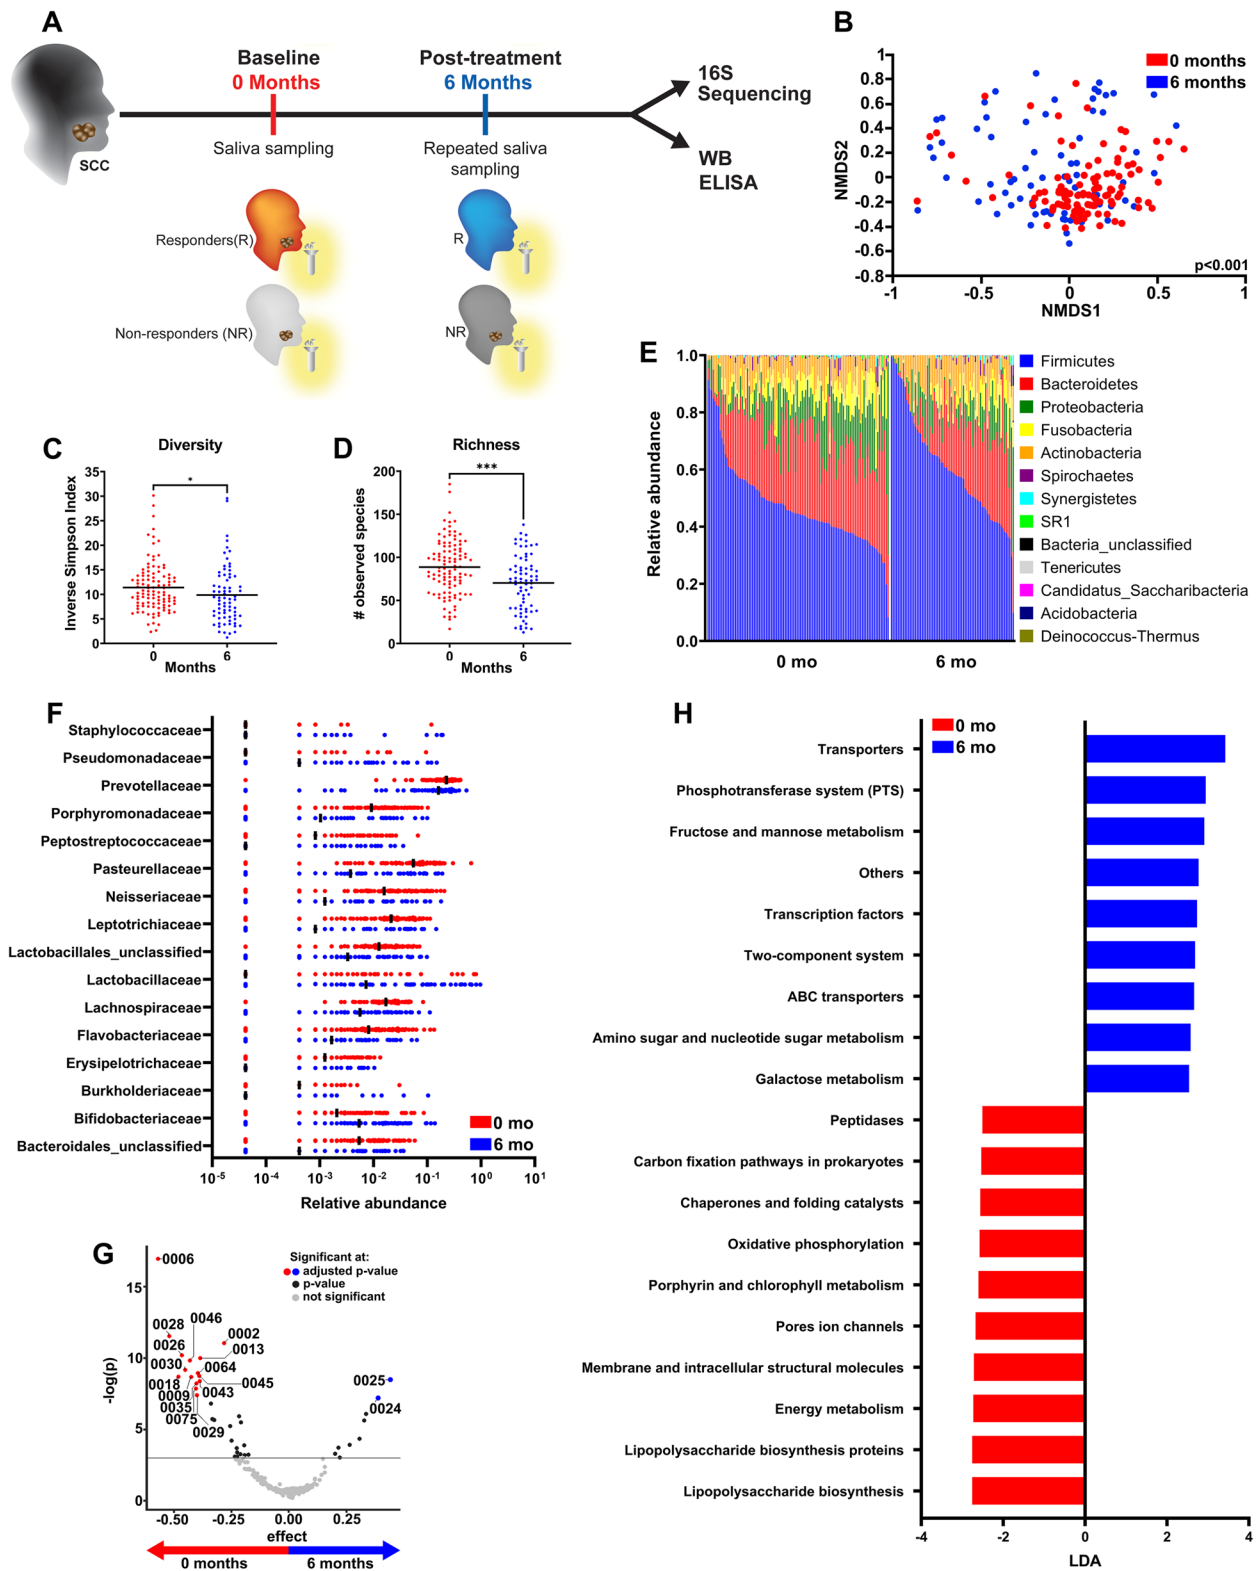 A
Baseline
0 Months
Post-treatment
6 Months
16S
Sequencing
SCC
Saliva sampling
Repeated saliva
sampling
WB
ELISA
Responders(R)
R
Non-responders (NR)
NR
B
0 months
6 months
NMDS2
1
0.8
0.6
0.4
0.2
0
-0.2
-0.4
-0.6
-0.8
p<0.001
-1
-0.5
0
0.5
1
NMDS1
C
Diversity
Inverse Simpson Index
35
30
25
20
15
10
5
0
*
0
6
Months
D
Richness
# observed species
200
150
100
50
0
***
0
6
Months
E
Relative abundance
1.0
0.8
0.6
0.4
0.2
0.0
0 mo
6 mo
Firmicutes
Bacteroidetes
Proteobacteria
Fusobacteria
Actinobacteria
Spirochaetes
Synergistetes
SR1
Bacteria_unclassified
Tenericutes
Candidatus_Saccharibacteria
Acidobacteria
Deinococcus-Thermus
F
Staphylococcaceae
Pseudomonadaceae
Prevotellaceae
Porphyromonadaceae
Peptostreptococcaceae
Pasteurellaceae
Neisseriaceae
Leptotrichiaceae
Lactobacillales_unclassified
Lactobacillaceae
Lachnospiraceae
Flavobacteriaceae
Erysipelotrichaceae
Burkholderiaceae
Bifidobacteriaceae
Bacteroidales_unclassified
0 mo
6 mo
10-5
10-4
10-3
10-2
10-1
100
101
Relative abundance
G
Significant at:
adjusted p-value
p-value
not significant
-log(p)
15
10
5
0
0006
0028
0046
0026
0002
0013
0030
0064
0018
0009
0045
0035
0043
0075
0029
0025
0024
-0.50
-0.25
0.00
0.25
effect
0 months
6 months
H
0 mo
6 mo
Transporters
Phosphotransferase system (PTS)
Fructose and mannose metabolism
Others
Transcription factors
Two-component system
ABC transporters
Amino sugar and nucleotide sugar metabolism
Galactose metabolism
Peptidases
Carbon fixation pathways in prokaryotes
Chaperones and folding catalysts
Oxidative phosphorylation
Porphyrin and chlorophyll metabolism
Pores ion channels
Membrane and intracellular structural molecules
Energy metabolism
Lipopolysaccharide biosynthesis proteins
Lipopolysaccharide biosynthesis
-4
-2
0
2
4
LDA